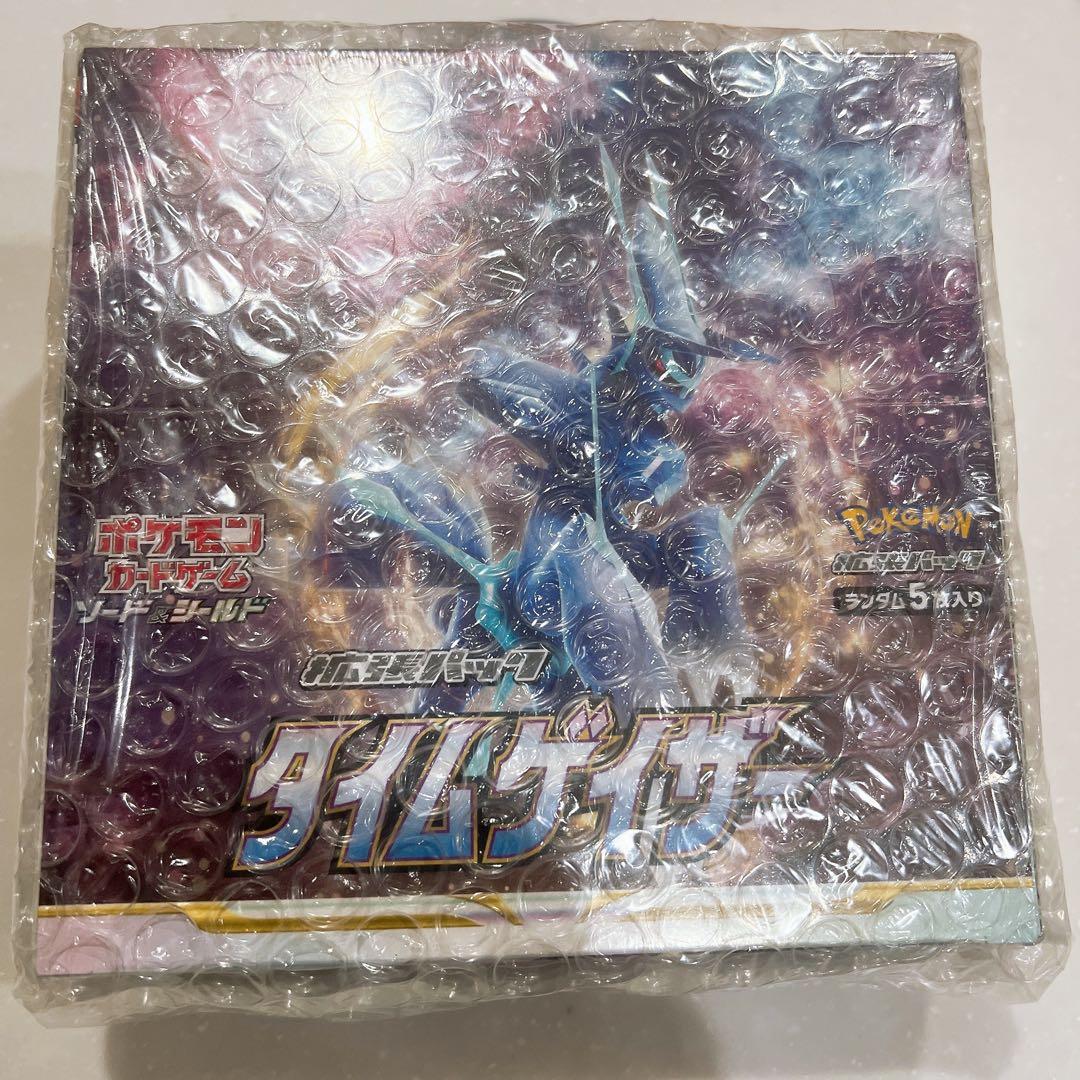 ポケモン
カードゲーム
ソード&シールド
Pokémon
拡張パック
ランダム5枚入り
拡張パック
タイムゲイザー